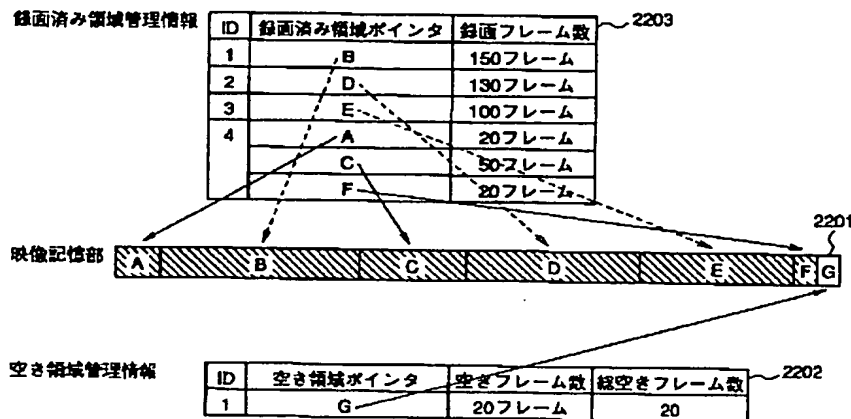 録画済み領域管理情報
ID 録画済み領域ポインタ 録画フレーム数 2203
1 B 150フレーム
2 D 130フレーム
3 E 100フレーム
4 A 20フレーム
C 50フレーム
F 20フレーム
2201
映像記憶部 A B C D E F G
空き領域管理情報
ID 空き領域ポインタ 空きフレーム数 総空きフレーム数 2202
1 G 20フレーム 20